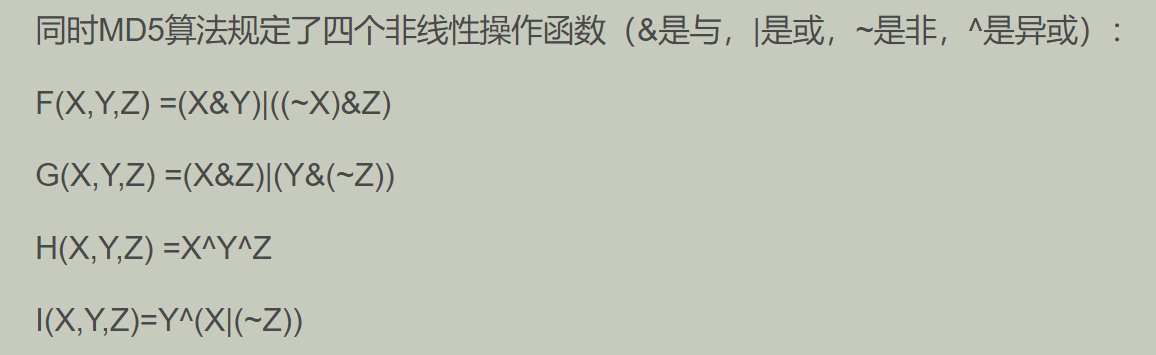 同时MD5算法规定了四个非线性操作函数（&是与，|是或，~是非，^是异或）：
F(X,Y,Z) =(X&Y)|((~X)&Z)
G(X,Y,Z) =(X&Z)|(Y&(~Z))
H(X,Y,Z) =X^Y^Z
I(X,Y,Z)=Y^(X|(~Z))